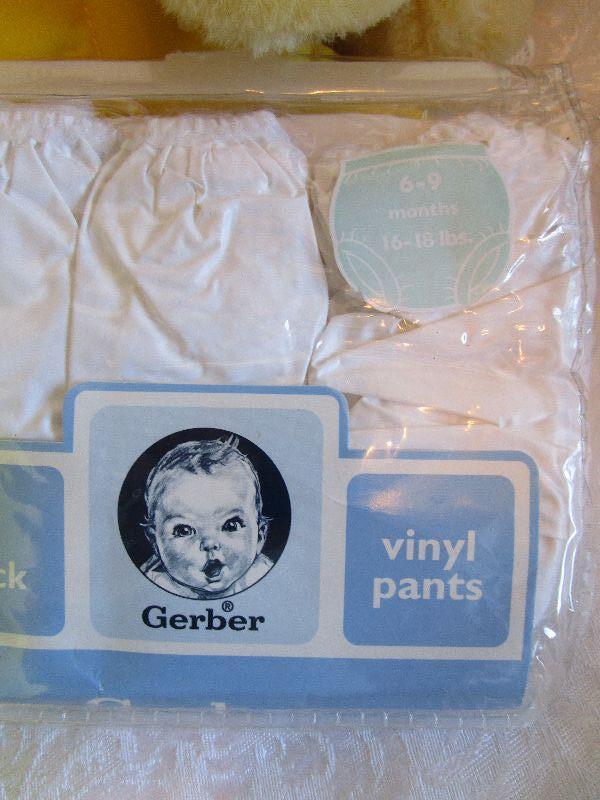 6-9
months
16-18 lbs.
ck
Gerber®
vinyl
pants